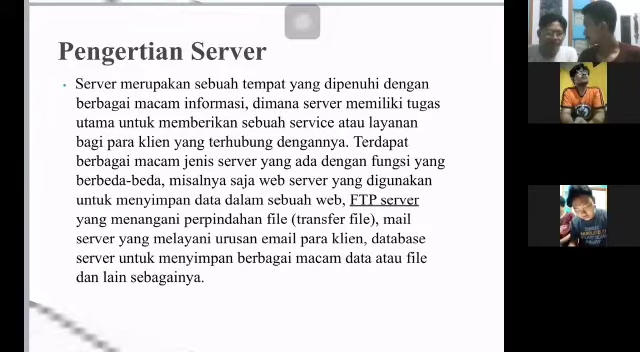 Pengertian Server
• Server merupakan sebuah tempat yang dipenuhi dengan
berbagai macam informasi, dimana server memiliki tugas
utama untuk memberikan sebuah service atau layanan
bagi para klien yang terhubung dengannya. Terdapat
berbagai macam jenis server yang ada dengan fungsi yang
berbeda-beda, misalnya saja web server yang digunakan
untuk menyimpan data dalam sebuah web, FTP server
yang menangani perpindahan file (transfer file), mail
server yang melayani urusan email para klien, database
server untuk menyimpan berbagai macam data atau file
dan lain sebagainya.